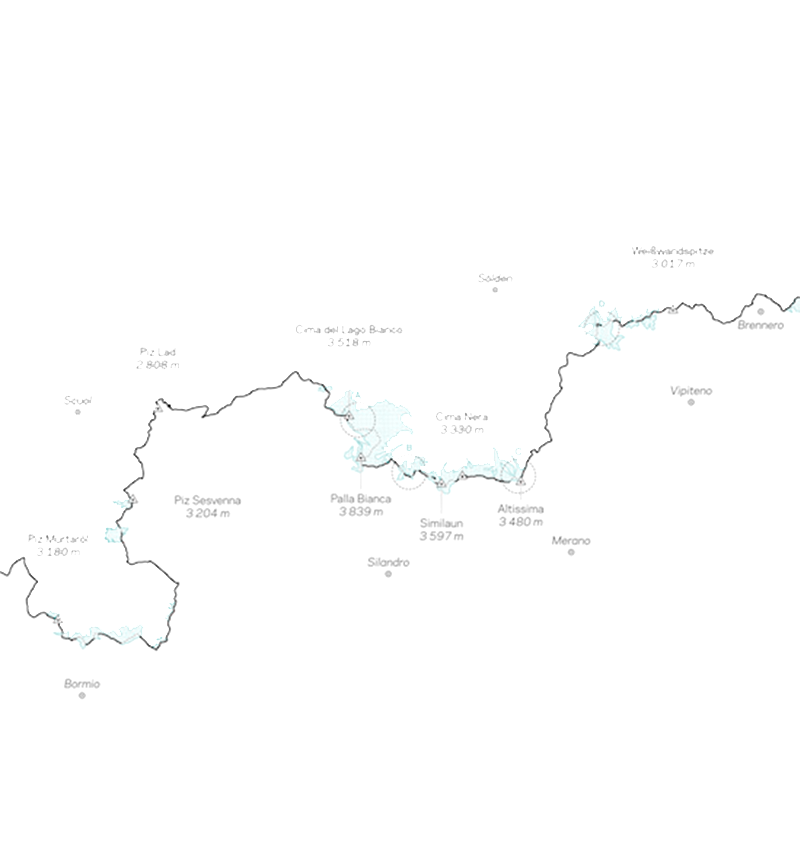 Weißwandspitze
3 017 m
Sölden
Brennero
Cima del Lago Bianco
3 518 m
Piz Lad
2 808 m
Vipiteno
Scuol
Cima Nera
3 330 m
Piz Sesvenna
3 204 m
Palla Bianca
3 839 m
Altissima
3 480 m
Similaun
3 597 m
Piz Murtaröl
3 180 m
Merano
Silandro
Bormio